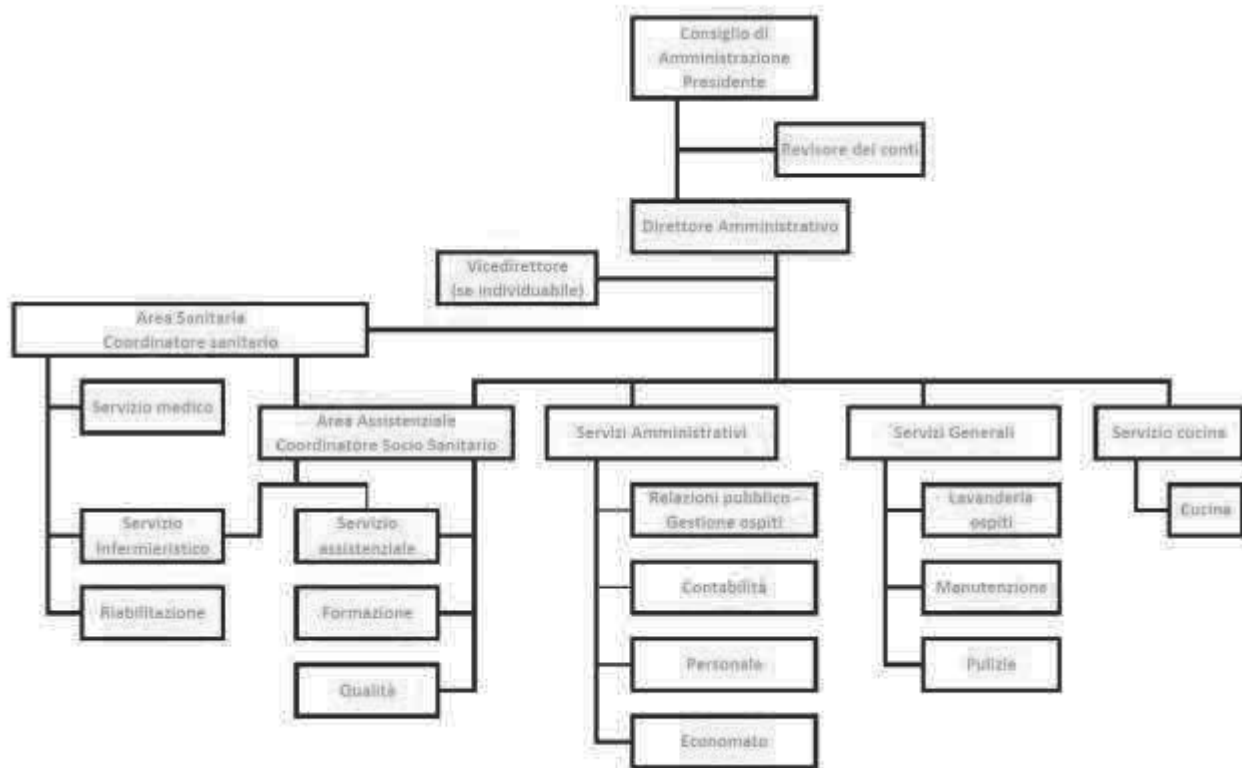 Consiglio di
Amministrazione
Presidente
Revisore dei conti
Direttore Amministrativo
Vicedirettore
(se individuabile)
Area Sanitaria
Coordinatore sanitario
Servizio medico
Area Assistenziale
Coordinatore Socio Sanitario
Servizi Amministrativi
Servizi Generali
Servizio cucina
Servizio
Infermieristico
Servizio
assistenziale
Relazioni pubblico -
Gestione ospiti
Lavanderia
ospiti
Cucina
Riabilitazione
Formazione
Contabilità
Manutenzione
Qualità
Personale
Pulizie
Economato